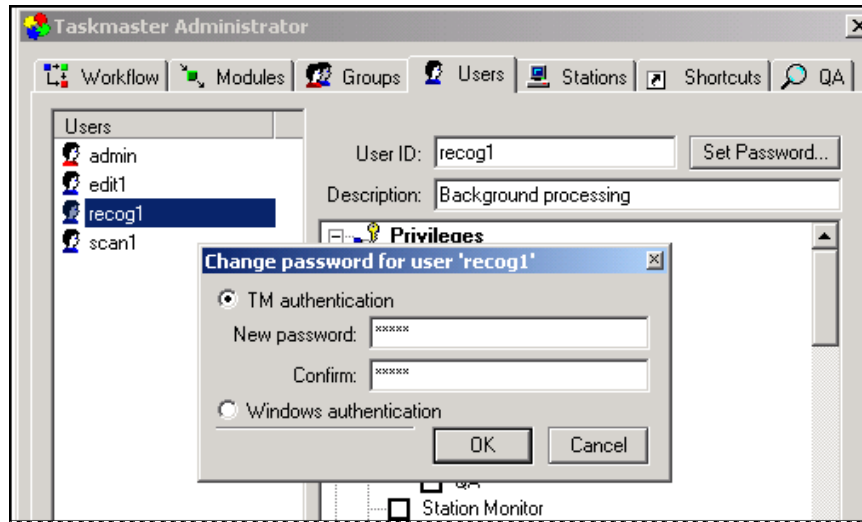 Taskmaster Administrator
Workflow Modules Groups Users Stations Shortcuts QA
Users
admin
edit1
recog1
scan1
User ID: recog1 Set Password...
Description: Background processing
Privileges
Change password for user 'recog1'
TM authentication
New password: xxxxx
Confirm: xxxxx
Windows authentication
OK Cancel
QA
Station Monitor